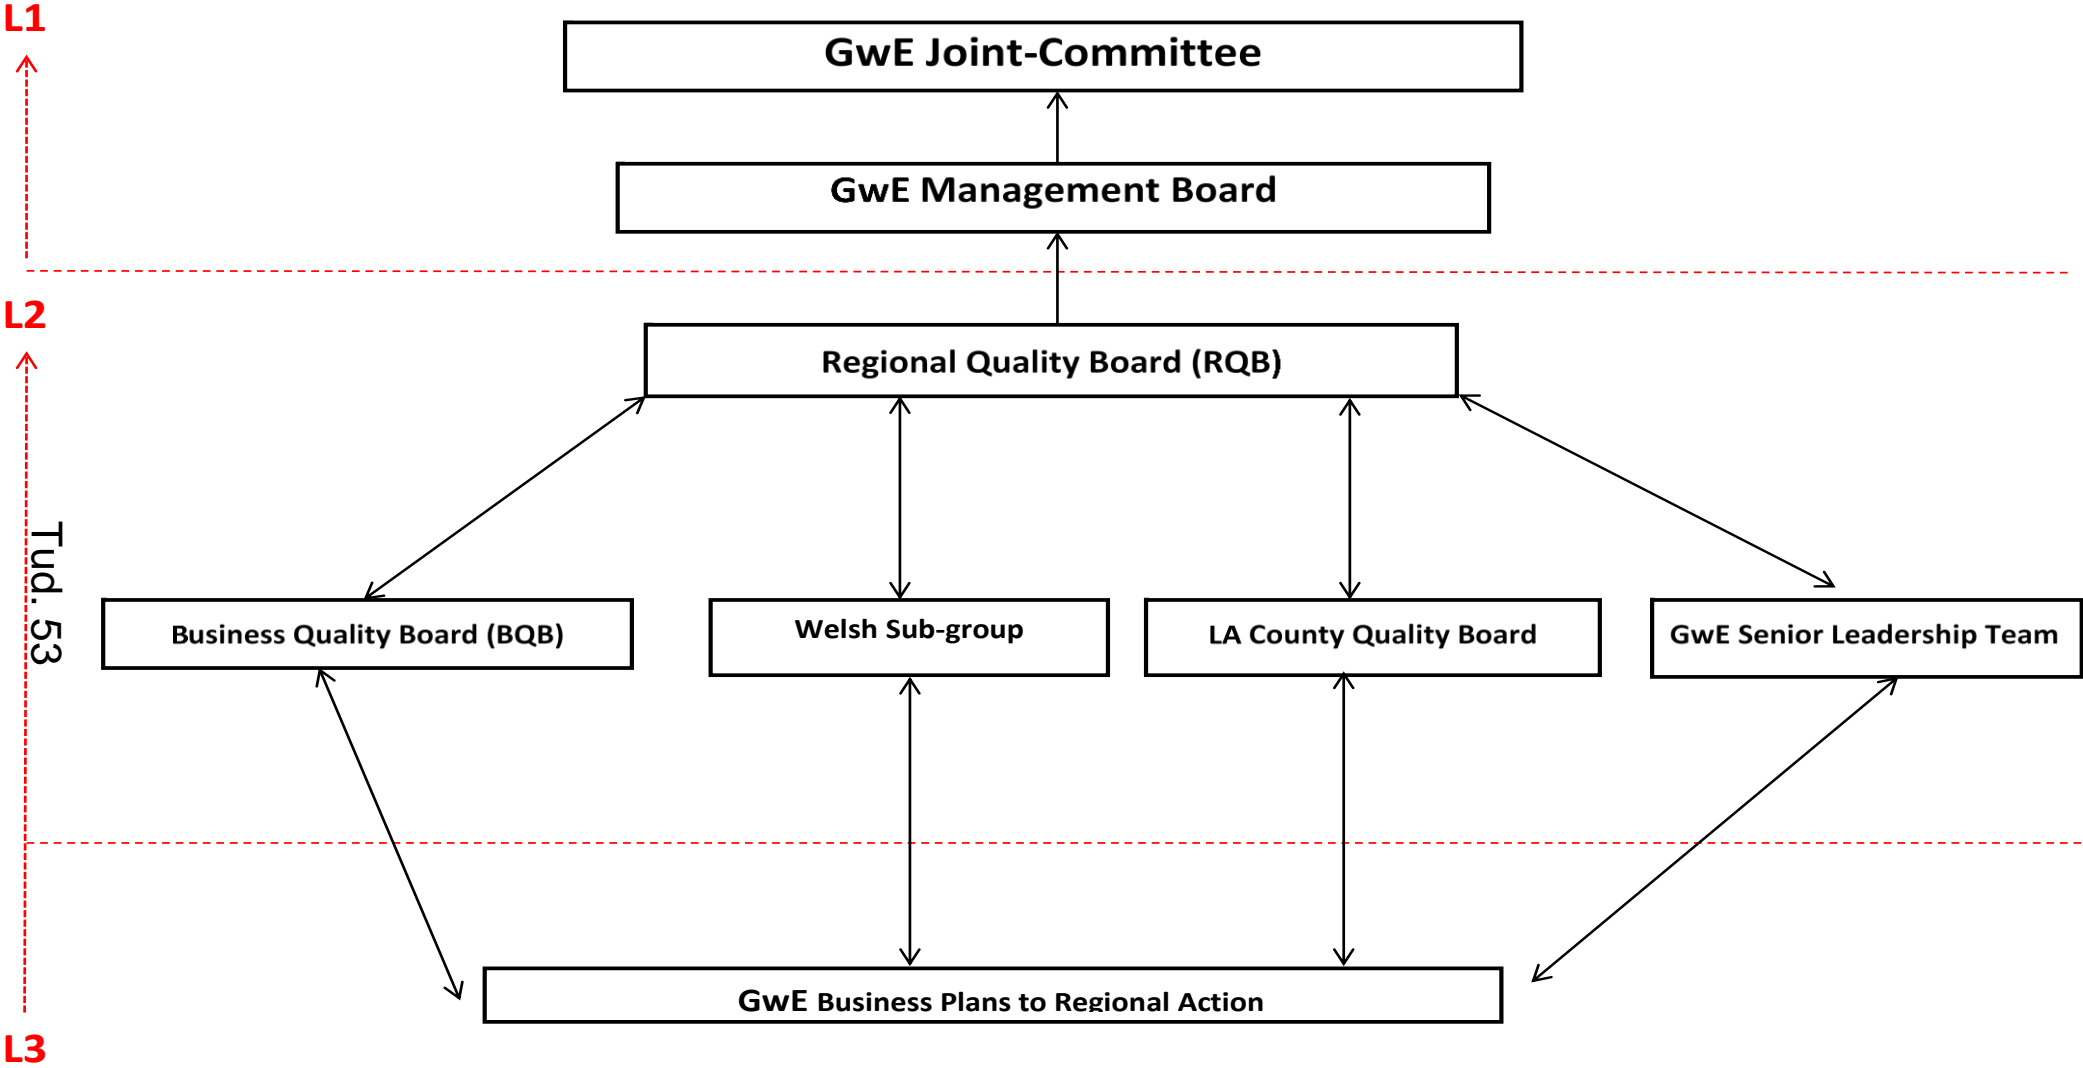 L1
GwE Joint-Committee
GwE Management Board
L2
Regional Quality Board (RQB)
Tud. 53
Business Quality Board (BQB)
Welsh Sub-group
LA County Quality Board
GwE Senior Leadership Team
GwE Business Plans to Regional Action
L3